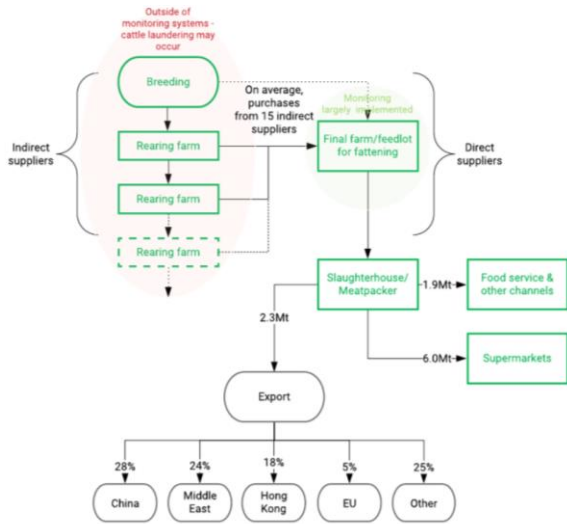 Outside of
monitoring systems -
cattle laundering may
occur
Breeding
On average,
purchases
from 15 indirect
suppliers
Monitoring
largely implemented
Indirect
suppliers
Rearing farm
Final farm/feedlot
for fattening
Direct
suppliers
Rearing farm
Rearing farm
Slaughterhouse/
Meatpacker
1.9Mt
Food service &
other channels
2.3Mt
6.0Mt
Supermarkets
Export
28%
24%
18%
5%
25%
China
Middle
East
Hong
Kong
EU
Other